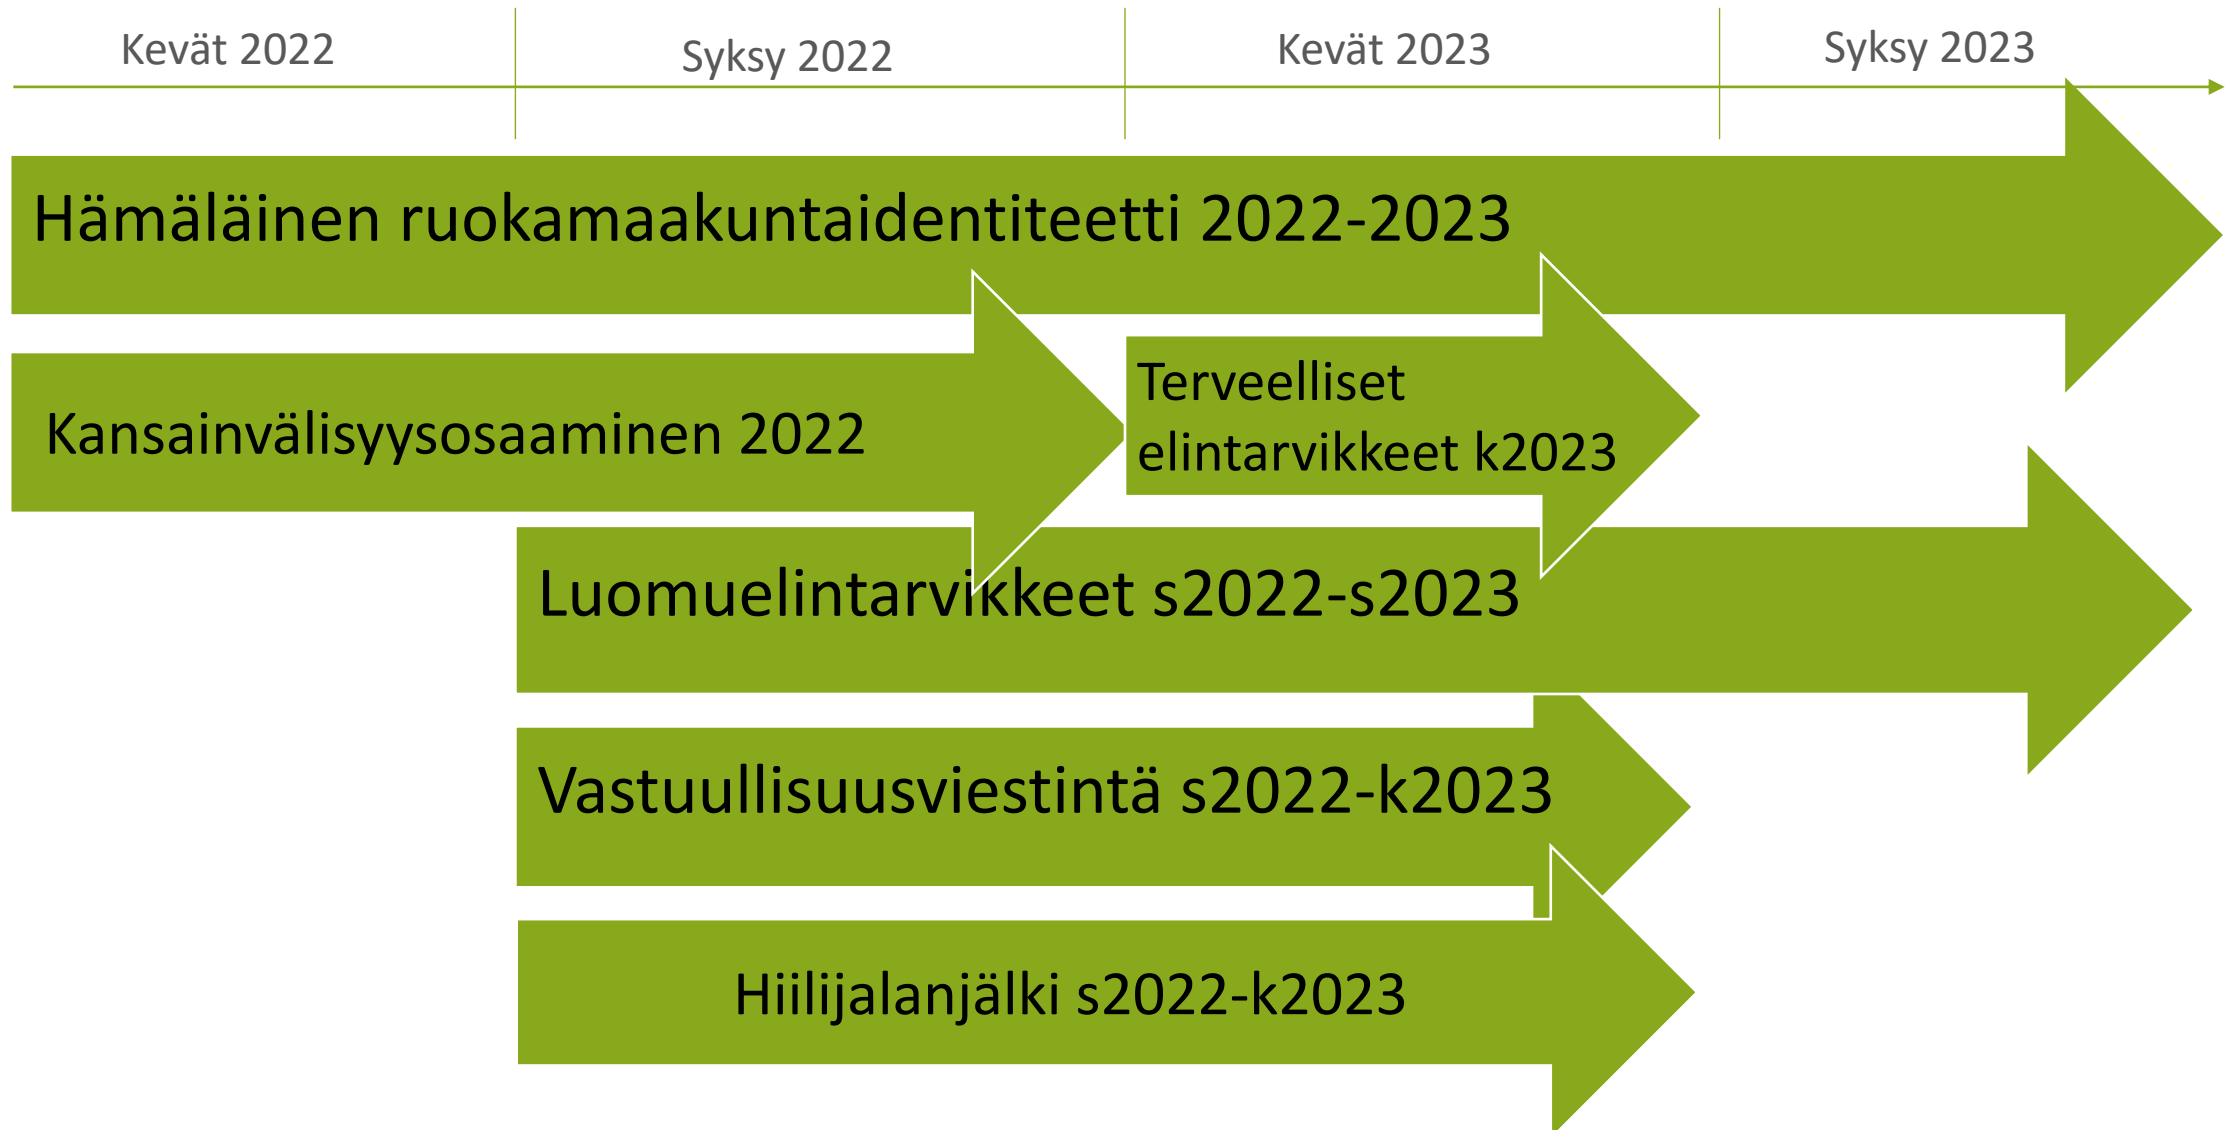 Kevät 2022
Syksy 2022
Kevät 2023
Syksy 2023
Hämäläinen ruokamaakuntaidentiteetti 2022-2023
Kansainvälisyysosaaminen 2022
Terveelliset
elintarvikkeet k2023
Luomuelintarvikkeet s2022-s2023
Vastuullisuusviestintä s2022-k2023
Hiilijalanjälki s2022-k2023